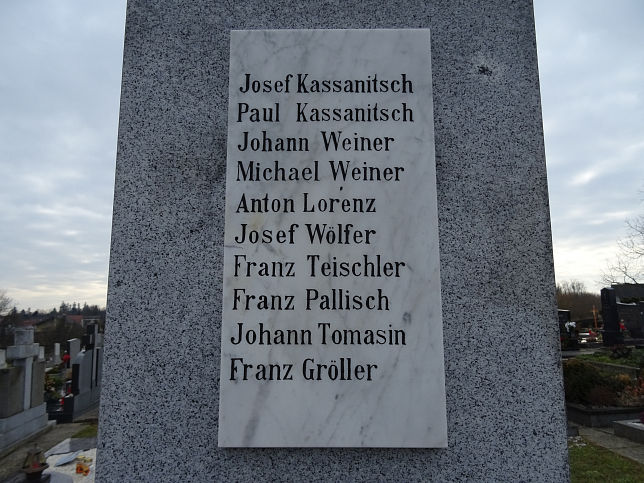 Josef Kassanitsch
Paul Kassanitsch
Johann Weiner
Michael Weiner
Anton Lorenz
Josef Wölfer
Franz Teischler
Franz Pallisch
Johann Tomasin
Franz Gröller